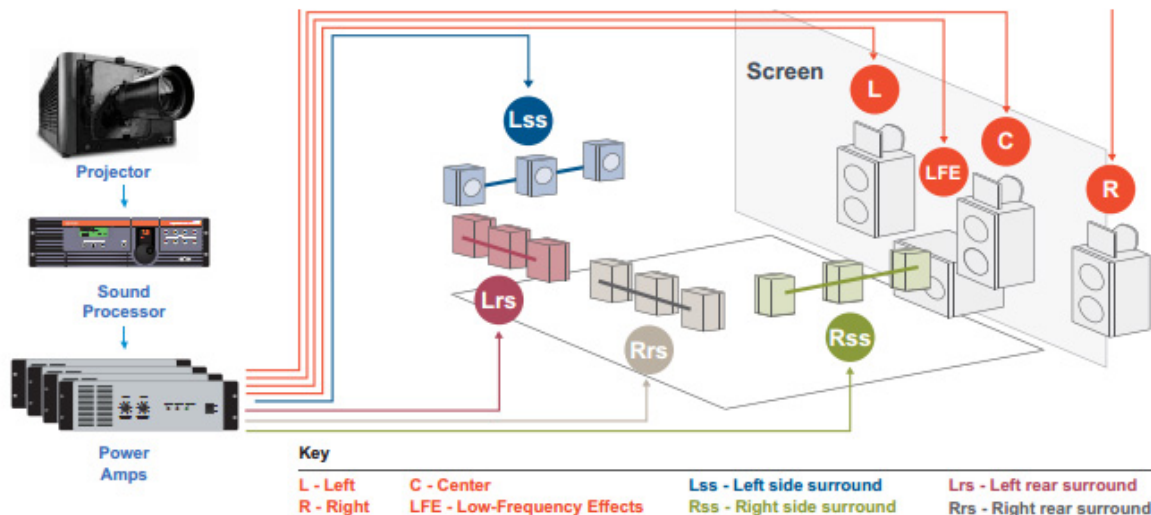 Screen
L
Lss
C
LFE
R
Projector
Lrs
Sound
Processor
Rss
Rrs
Power
Amps
Key
L - Left
C - Center
Lss - Left side surround
Lrs - Left rear surround
R - Right
LFE - Low-Frequency Effects
Rss - Right side surround
Rrs - Right rear surround